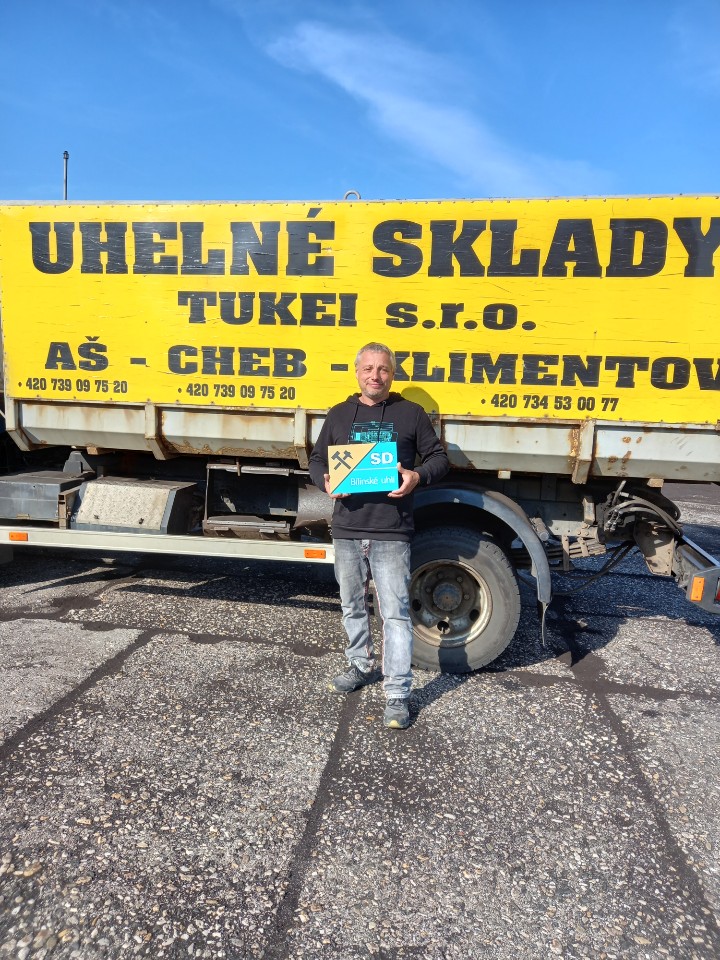 UHELNÉ SKLADY
TUKEI s.r.o.
AŠ - CHEB - KLIMENTOV
• 420 739 09 75 20 • 420 739 09 75 20 • 420 734 53 00 77
SD
Bílinské uhlí